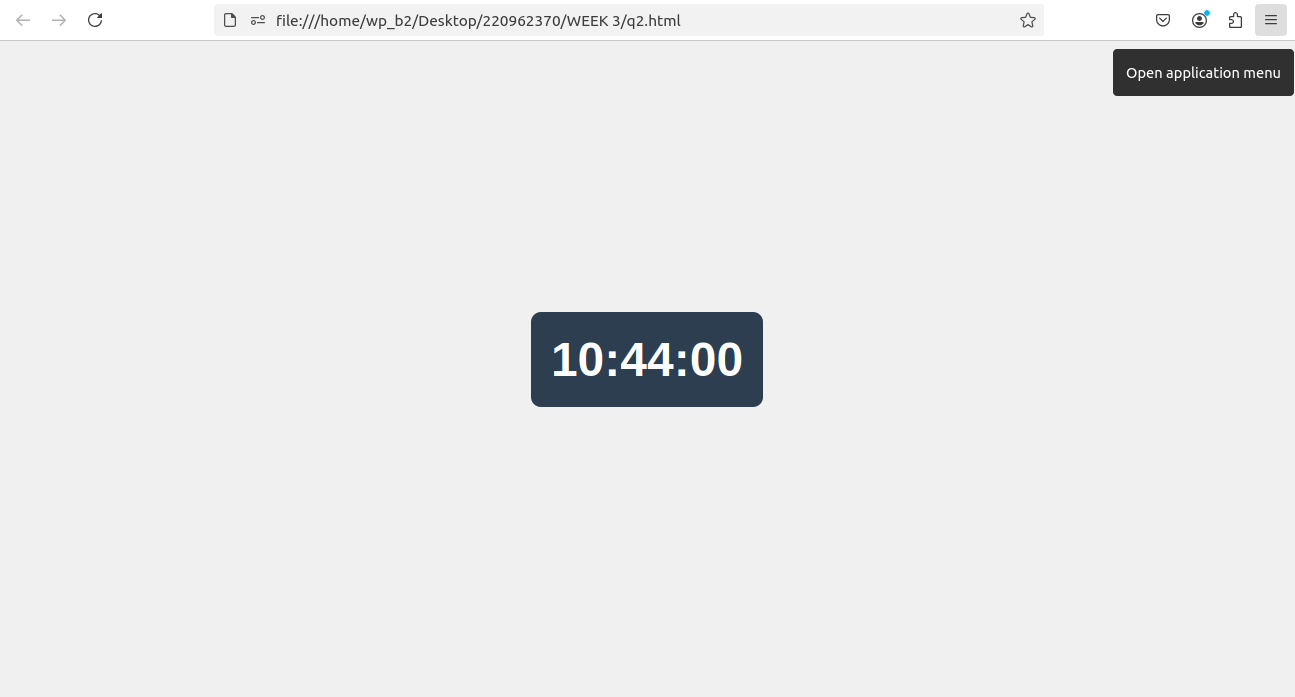 file:///home/wp_b2/Desktop/220962370/WEEK 3/q2.html
Open application menu
10:44:00